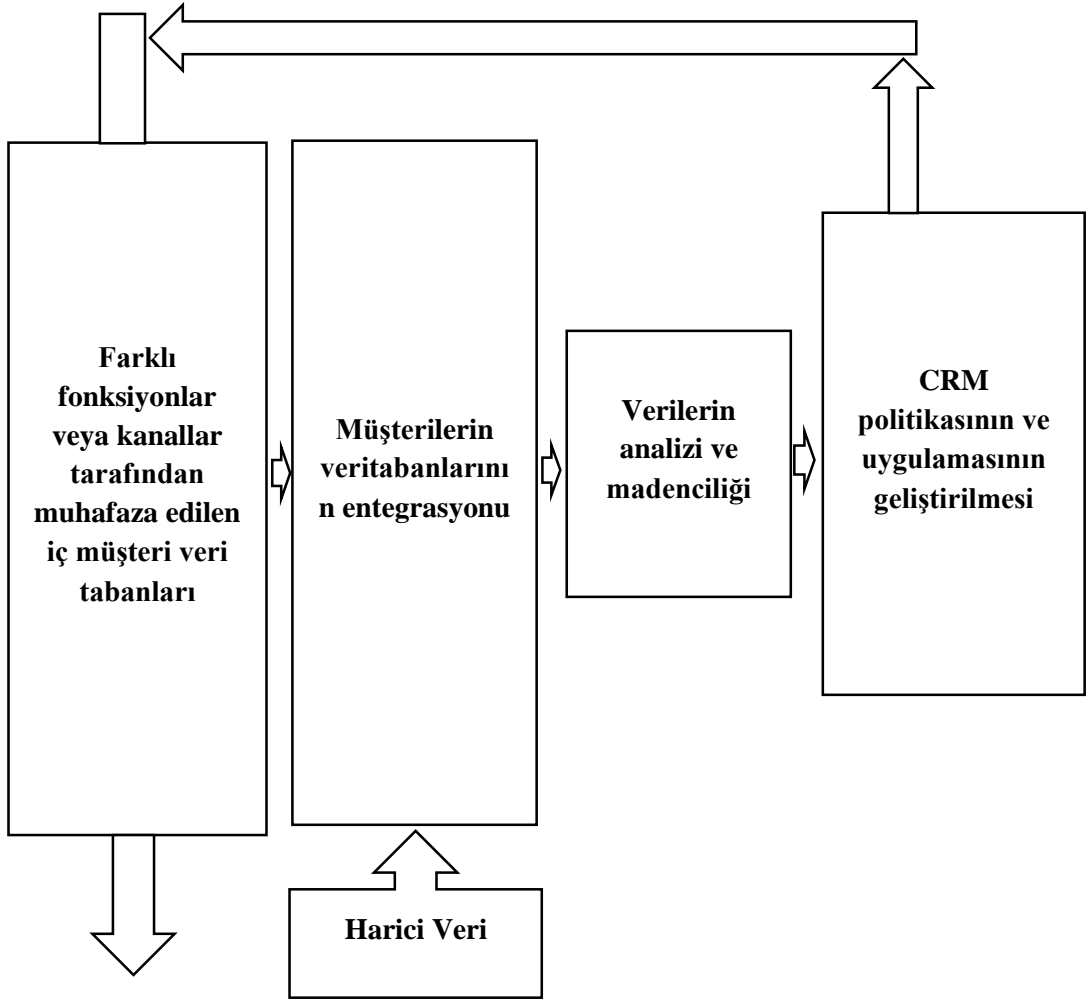 Farklı
fonksiyonlar
veya kanallar
tarafından
muhafaza edilen
iç müşteri veri
tabanları
Müşterilerin
veritabanlarını
n entegrasyonu
Verilerin
analizi ve
madenciliği
CRM
politikasının ve
uygulamasının
geliştirilmesi
Harici Veri